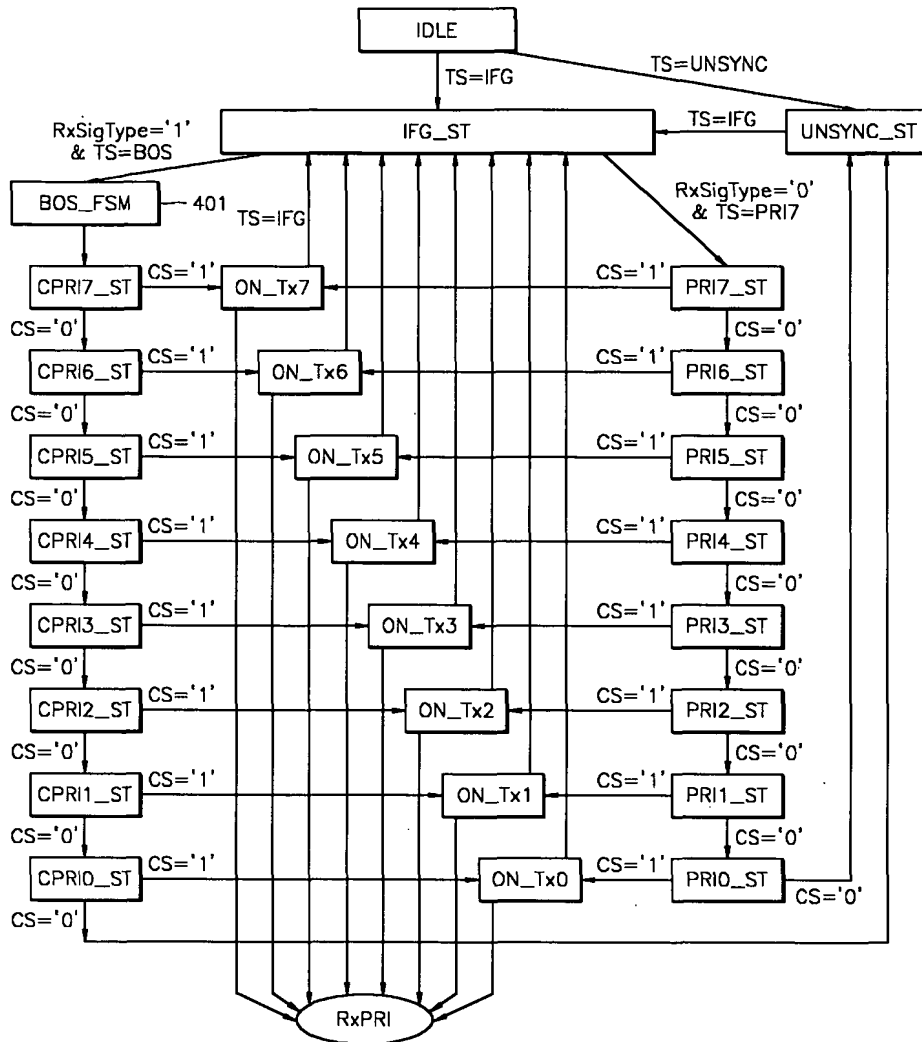 IDLE
TS=IFG
TS=UNSYNC
RxSigType='1'
& TS=BOS
IFG_ST
TS=IFG
UNSYNC_ST
BOS_FSM
401
TS=IFG
RxSigType='0'
& TS=PRI7
CPRI7_ST
CS='1'
ON_Tx7
CS='1'
PRI7_ST
CS='0'
CS='0'
CPRI6_ST
CS='1'
ON_Tx6
CS='1'
PRI6_ST
CS='0'
CS='0'
CPRI5_ST
CS='1'
ON_Tx5
CS='1'
PRI5_ST
CS='0'
CS='0'
CPRI4_ST
CS='1'
ON_Tx4
CS='1'
PRI4_ST
CS='0'
CS='0'
CPRI3_ST
CS='1'
ON_Tx3
CS='1'
PRI3_ST
CS='0'
CS='0'
CPRI2_ST
CS='1'
ON_Tx2
CS='1'
PRI2_ST
CS='0'
CS='0'
CPRI1_ST
CS='1'
ON_Tx1
CS='1'
PRI1_ST
CS='0'
CS='0'
CPRI0_ST
CS='1'
ON_Tx0
CS='1'
PRI0_ST
CS='0'
CS='0'
RxPRI